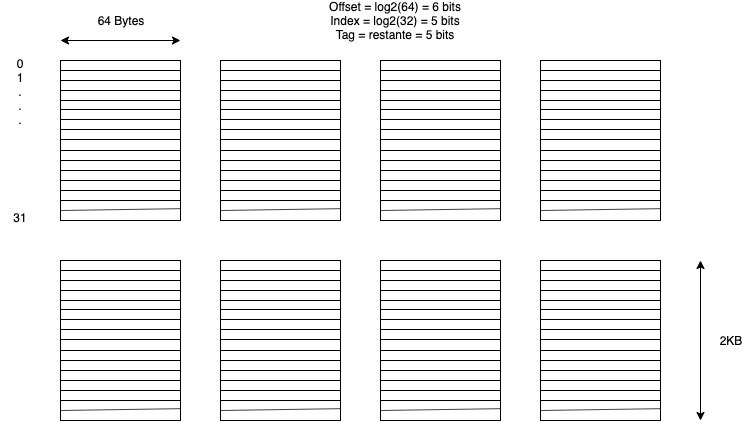 Offset = log2(64) = 6 bits
Index = log2(32) = 5 bits
Tag = restante = 5 bits
64 Bytes
0
1
.
.
.
31
2KB